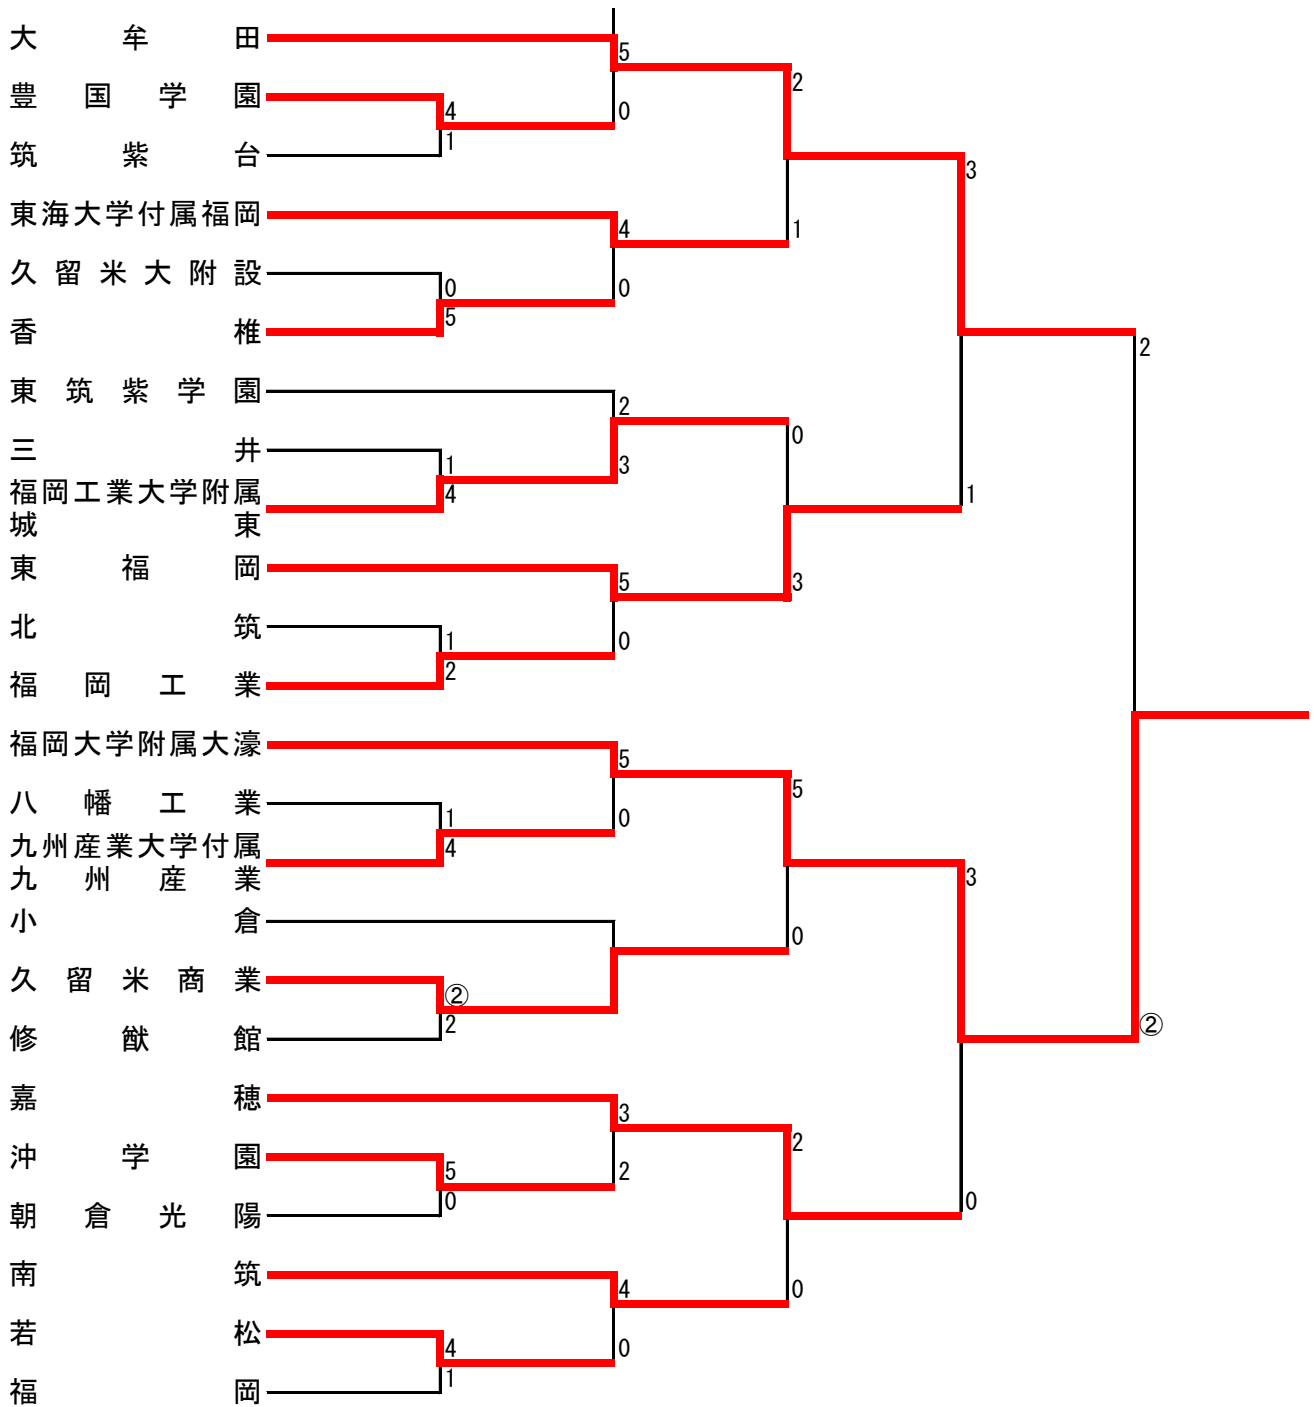 大牟田
5
2
豊国学園
4
0
1
筑紫台
3
東海大学付属福岡
4
1
久留米大附設
0
0
5
香椎
2
東筑紫学園
2
0
三井
1
3
福岡工業大学附属
城東
4
1
東福岡
5
3
北筑
1
0
2
福岡工業
福岡大学附属大濠
5
5
八幡工業
1
0
九州産業大学付属
九州産業
4
3
小倉
0
久留米商業
②
2
修猷館
②
嘉穂
3
2
沖学園
5
2
0
朝倉光陽
0
南筑
4
0
若松
4
0
1
福岡